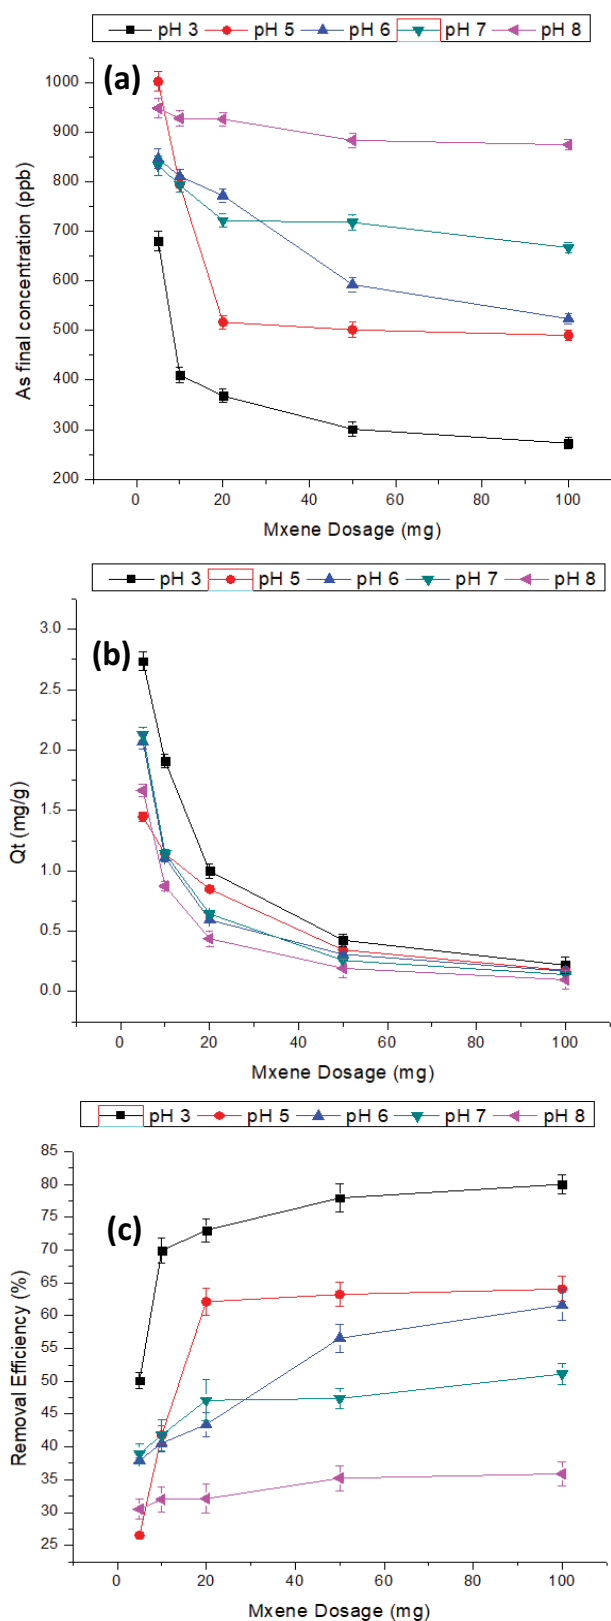 pH 3 pH 5 pH 6 pH 7 pH 8
(a)
1000
900
800
700
600
500
400
300
200
As final concentration (ppb)
0 20 40 60 80 100
Mxene Dosage (mg)
pH 3 pH 5 pH 6 pH 7 pH 8
(b)
3.0
2.5
2.0
1.5
1.0
0.5
0.0
Qt (mg/g)
0 20 40 60 80 100
Mxene Dosage (mg)
pH 3 pH 5 pH 6 pH 7 pH 8
(c)
85
80
75
70
65
60
55
50
45
40
35
30
25
Removal Efficiency (%)
0 20 40 60 80 100
Mxene Dosage (mg)